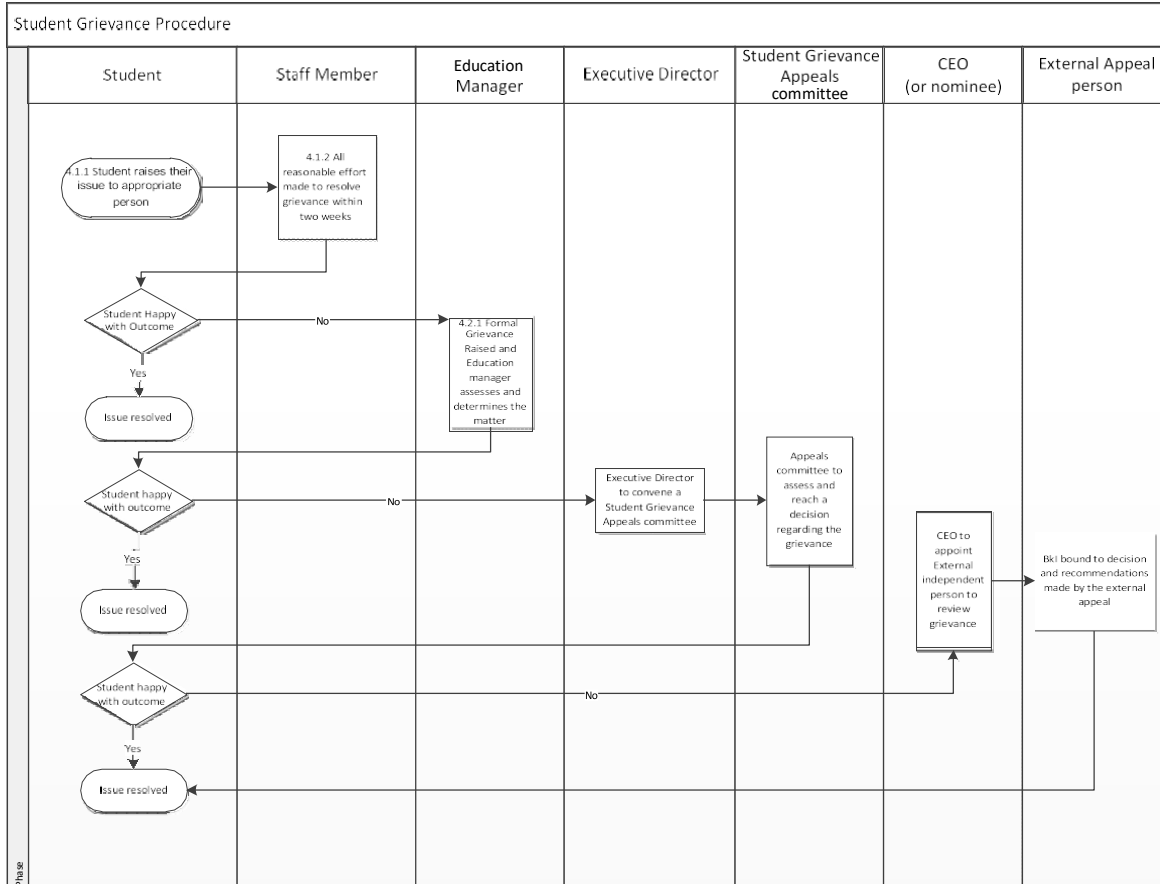 Student Grievance Procedure
Student
Staff Member
Education
Manager
Executive Director
Student Grievance
Appeals
committee
CEO
(or nominee)
External Appeal
person
4.1.1 Student raises their
issue to appropriate
person
4.1.2 All
reasonable effort
made to resolve
grievance within
two weeks
Student Happy
with Outcome
No
4.2.1 Formal
Grievance
Raised and
Education
manager
assesses and
determines the
matter
Yes
Issue resolved
Student happy
with outcome
No
Executive Director
to convene a
Student Grievance
Appeals committee
Appeals
committee to
assess and
reach a
decision
regarding the
grievance
Yes
Issue resolved
CEO to
appoint
External
independent
person to
review
grievance
BkI bound to decision
and recommendations
made by the external
appeal
Student happy
with outcome
No
Yes
Issue resolved
Phase